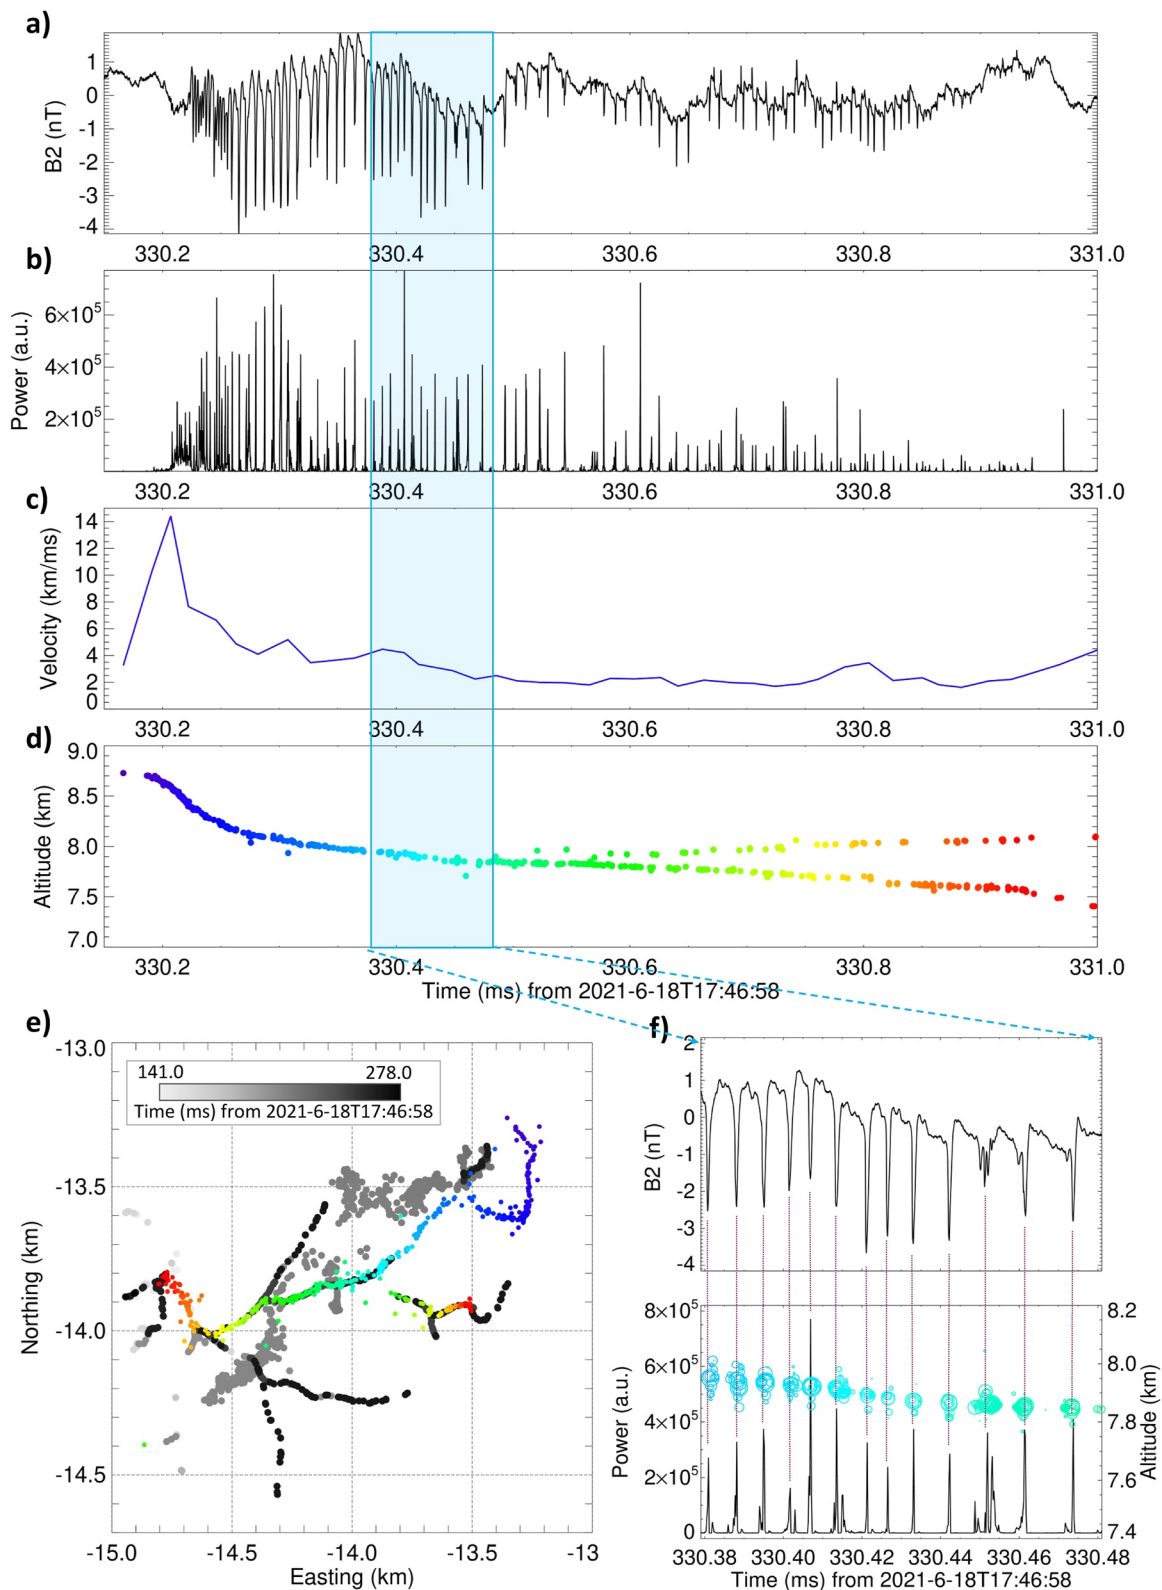 a)
1
0
-1
-2
-3
-4
B2 (nT)
330.2 330.4 330.6 330.8 331.0
b)
6×10⁵
4×10⁵
2×10⁵
Power (a.u.)
330.2 330.4 330.6 330.8 331.0
c)
14
12
10
8
6
4
2
0
Velocity (km/ms)
330.2 330.4 330.6 330.8 331.0
d)
9.0
8.5
8.0
7.5
7.0
Altitude (km)
330.2 330.4 330.6 330.8 331.0
Time (ms) from 2021-6-18T17:46:58
e)
-13.0
-13.5
-14.0
-14.5
Northing (km)
141.0 278.0
Time (ms) from 2021-6-18T17:46:58
-15.0 -14.5 -14.0 -13.5 -13
Easting (km)
f)
2
1
0
-1
-2
-3
-4
B2 (nT)
8×10⁵
6×10⁵
4×10⁵
2×10⁵
0
Power (a.u.)
8.2
8.0
7.8
7.6
7.4
Altitude (km)
330.38 330.40 330.42 330.44 330.46 330.48
Time (ms) from 2021-6-18T17:46:58